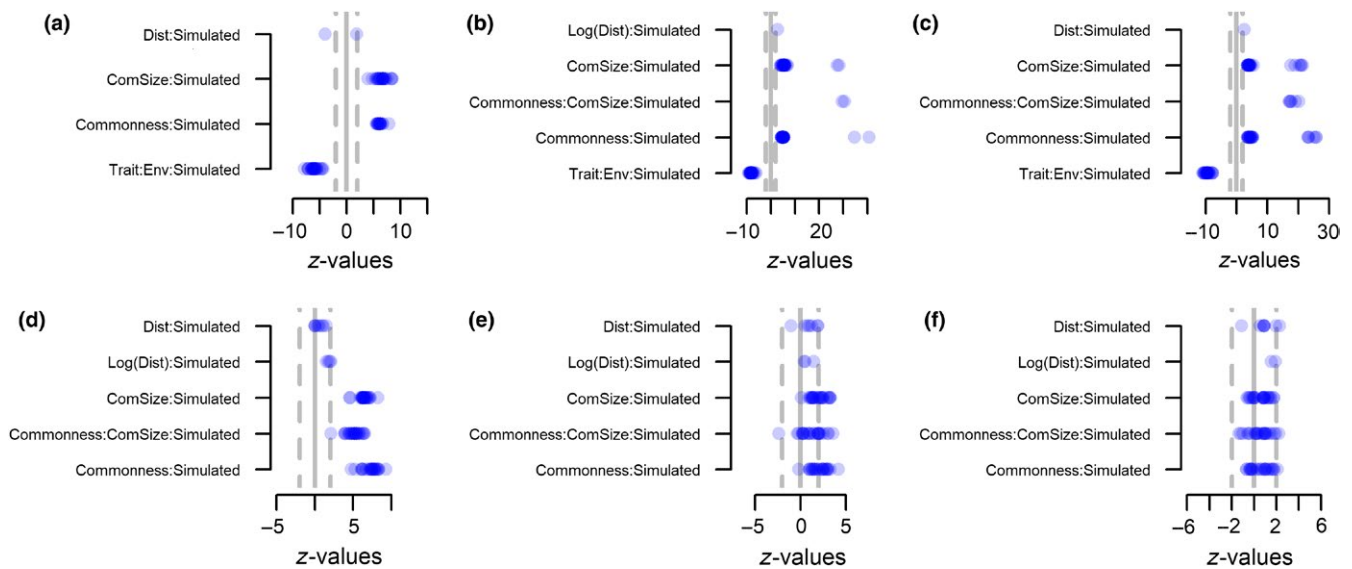 (a)
Dist:Simulated
ComSize:Simulated
Commonness:Simulated
Trait:Env:Simulated
−10 0 10
z-values
(b)
Log(Dist):Simulated
ComSize:Simulated
Commonness:ComSize:Simulated
Commonness:Simulated
Trait:Env:Simulated
−10 20
z-values
(c)
Dist:Simulated
ComSize:Simulated
Commonness:ComSize:Simulated
Commonness:Simulated
Trait:Env:Simulated
−10 0 10 30
z-values
(d)
Dist:Simulated
Log(Dist):Simulated
ComSize:Simulated
Commonness:ComSize:Simulated
Commonness:Simulated
−5 5
z-values
(e)
Dist:Simulated
Log(Dist):Simulated
ComSize:Simulated
Commonness:ComSize:Simulated
Commonness:Simulated
−5 0 5
z-values
(f)
Dist:Simulated
Log(Dist):Simulated
ComSize:Simulated
Commonness:ComSize:Simulated
Commonness:Simulated
−6 −2 2 6
z-values